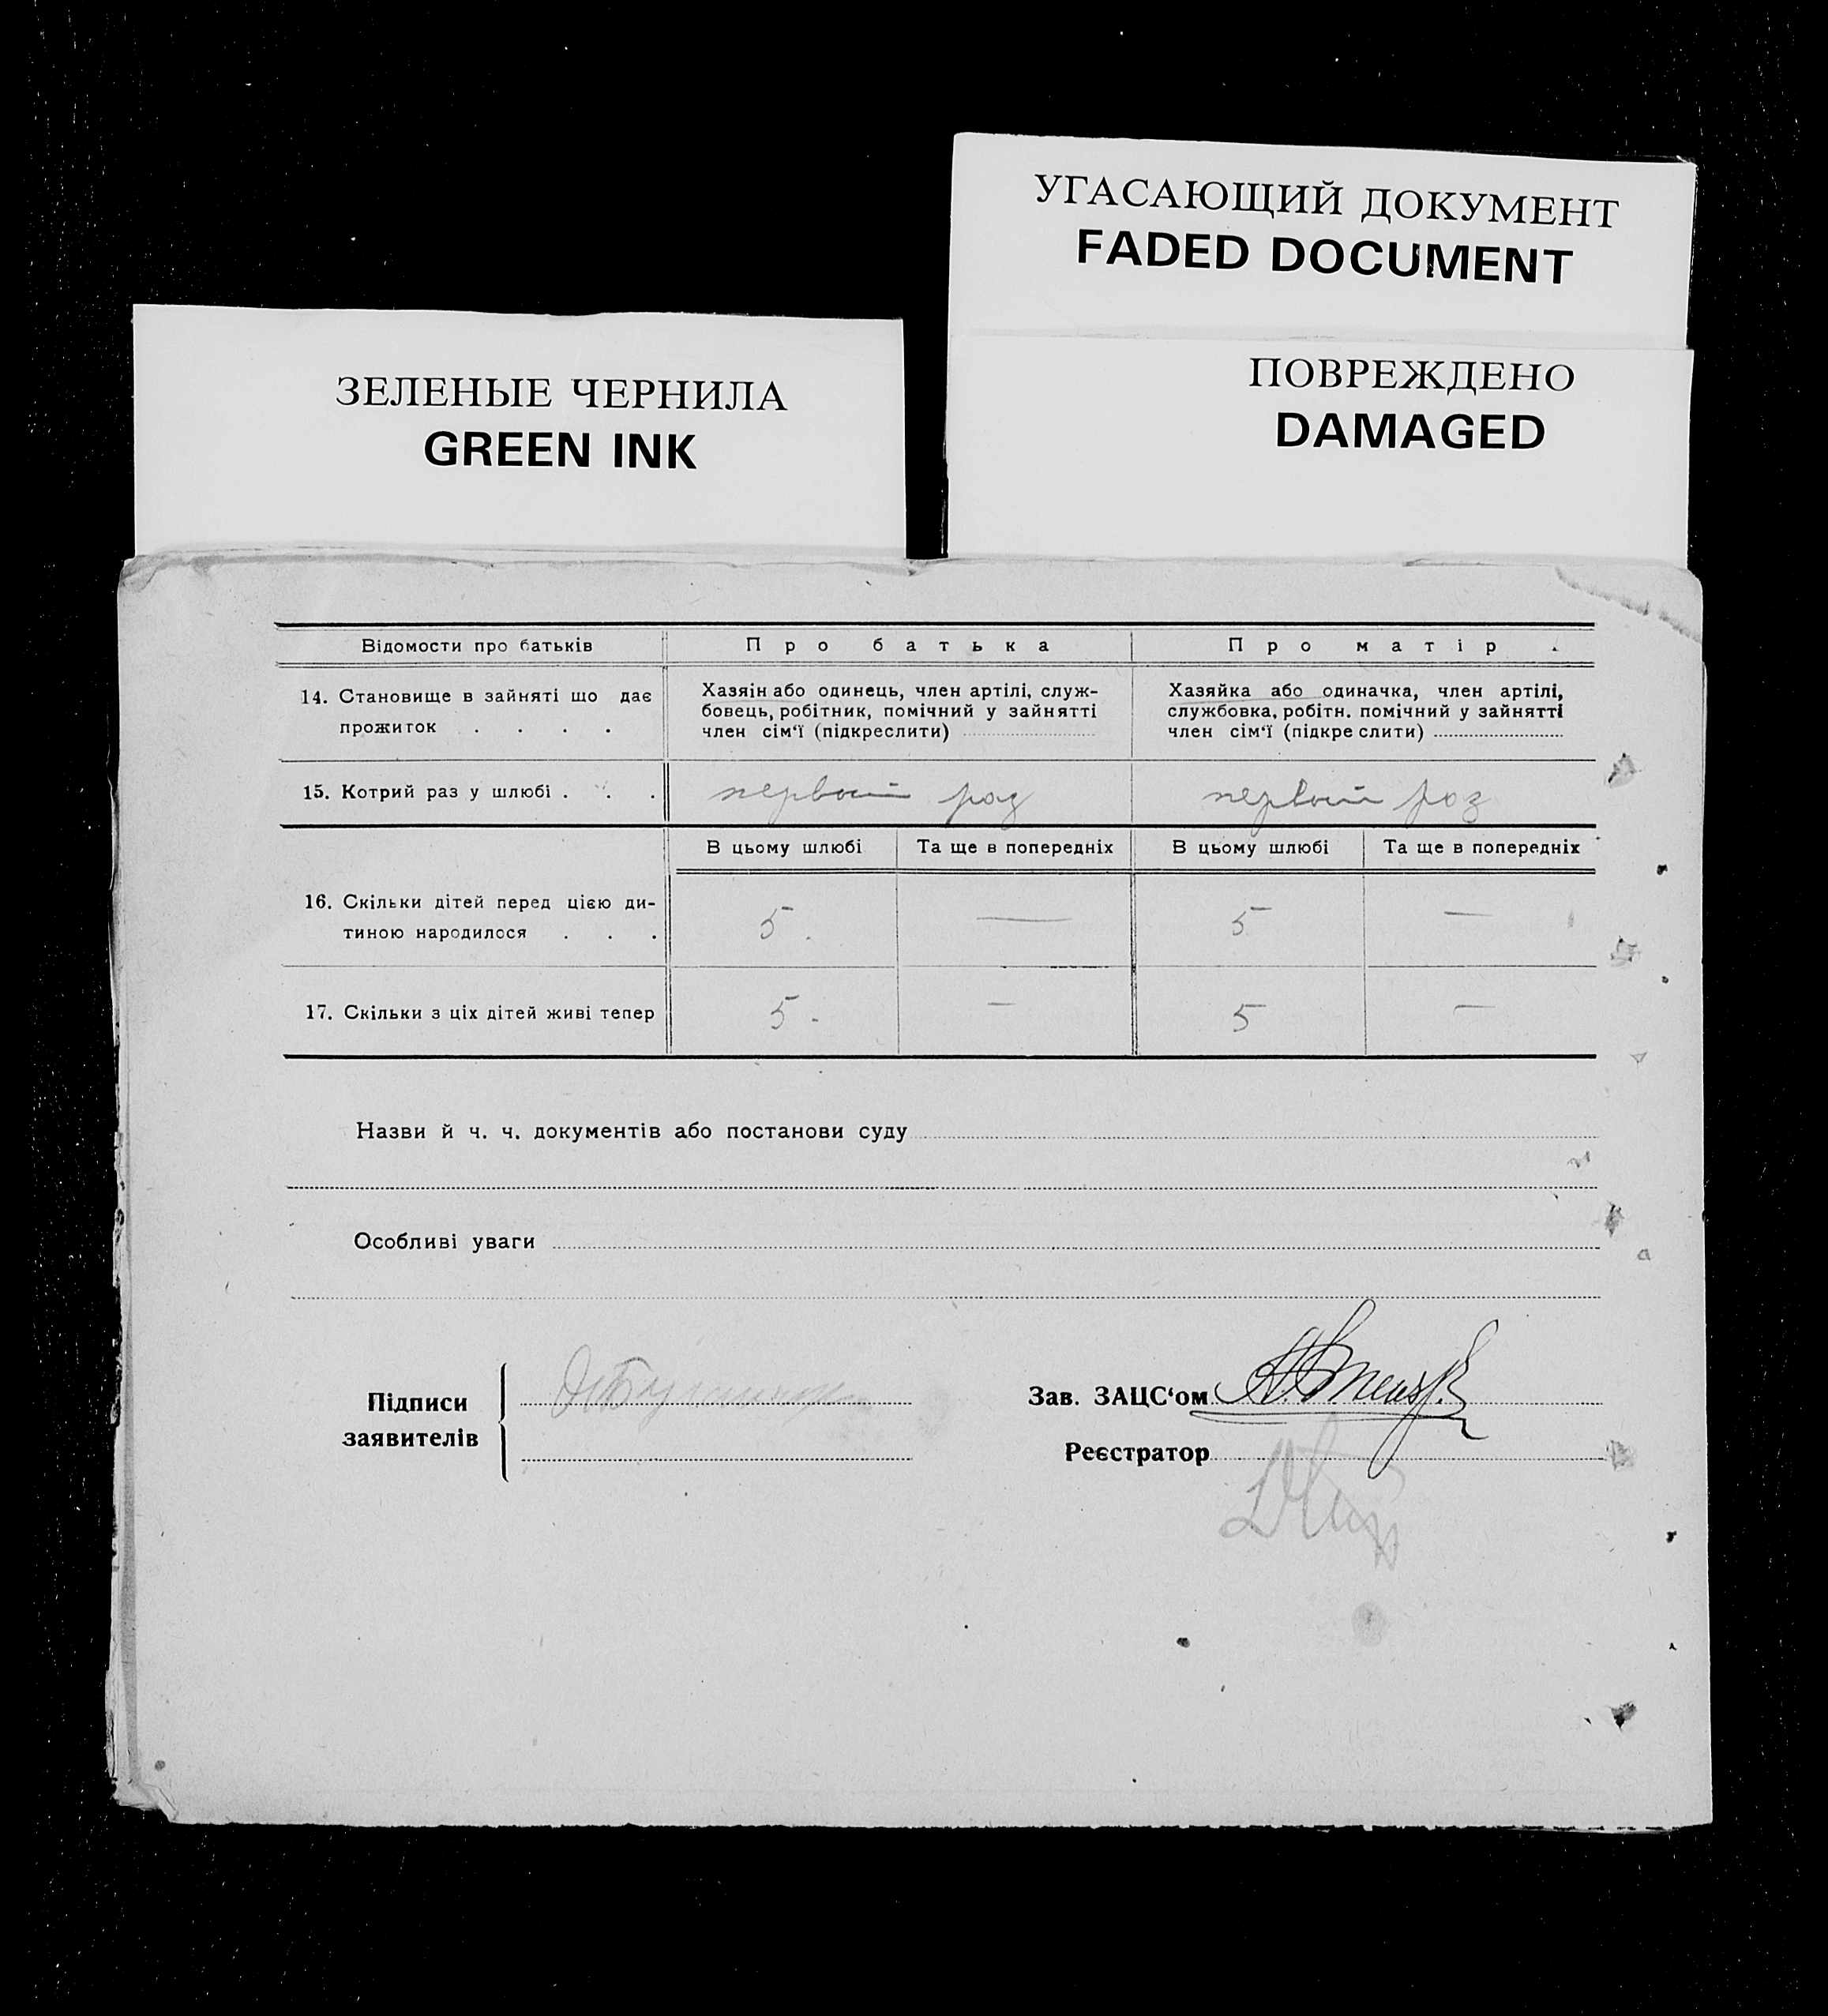 УГАСАЮЩИЙ ДОКУМЕНТ
FADED DOCUMENT
ПОВРЕЖДЕНО
DAMAGED
ЗЕЛЕНЫЕ ЧЕРНИЛА
GREEN INK
Відомости про батьків
Про батька
Про матір
14. Становище в зайняті що дає
прожиток . . . .
Хазяін або одинець, член артілі, служ-
бовець, робітник, помічний у зайнятті
член сім‘ї (підкреслити)
Хазяйка або одиначка, член артілі,
службовка, робітн. помічний у зайнятті
член сім‘ї (підкреслити)
15. Котрий раз у шлюбі . . .
первый раз
первый раз
В цьому шлюбі
Та ще в попередніх
В цьому шлюбі
Та ще в попередніх
16. Скільки дітей перед цією ди-
тиною народилося . . .
5. — 5 —
17. Скільки з ціх дітей живі тепер
5. — 5 —
Назви й ч. ч. документів або постанови суду
Особливі уваги
Підписи
заявителів
Зав. ЗАЦС‘ом
Реєстратор